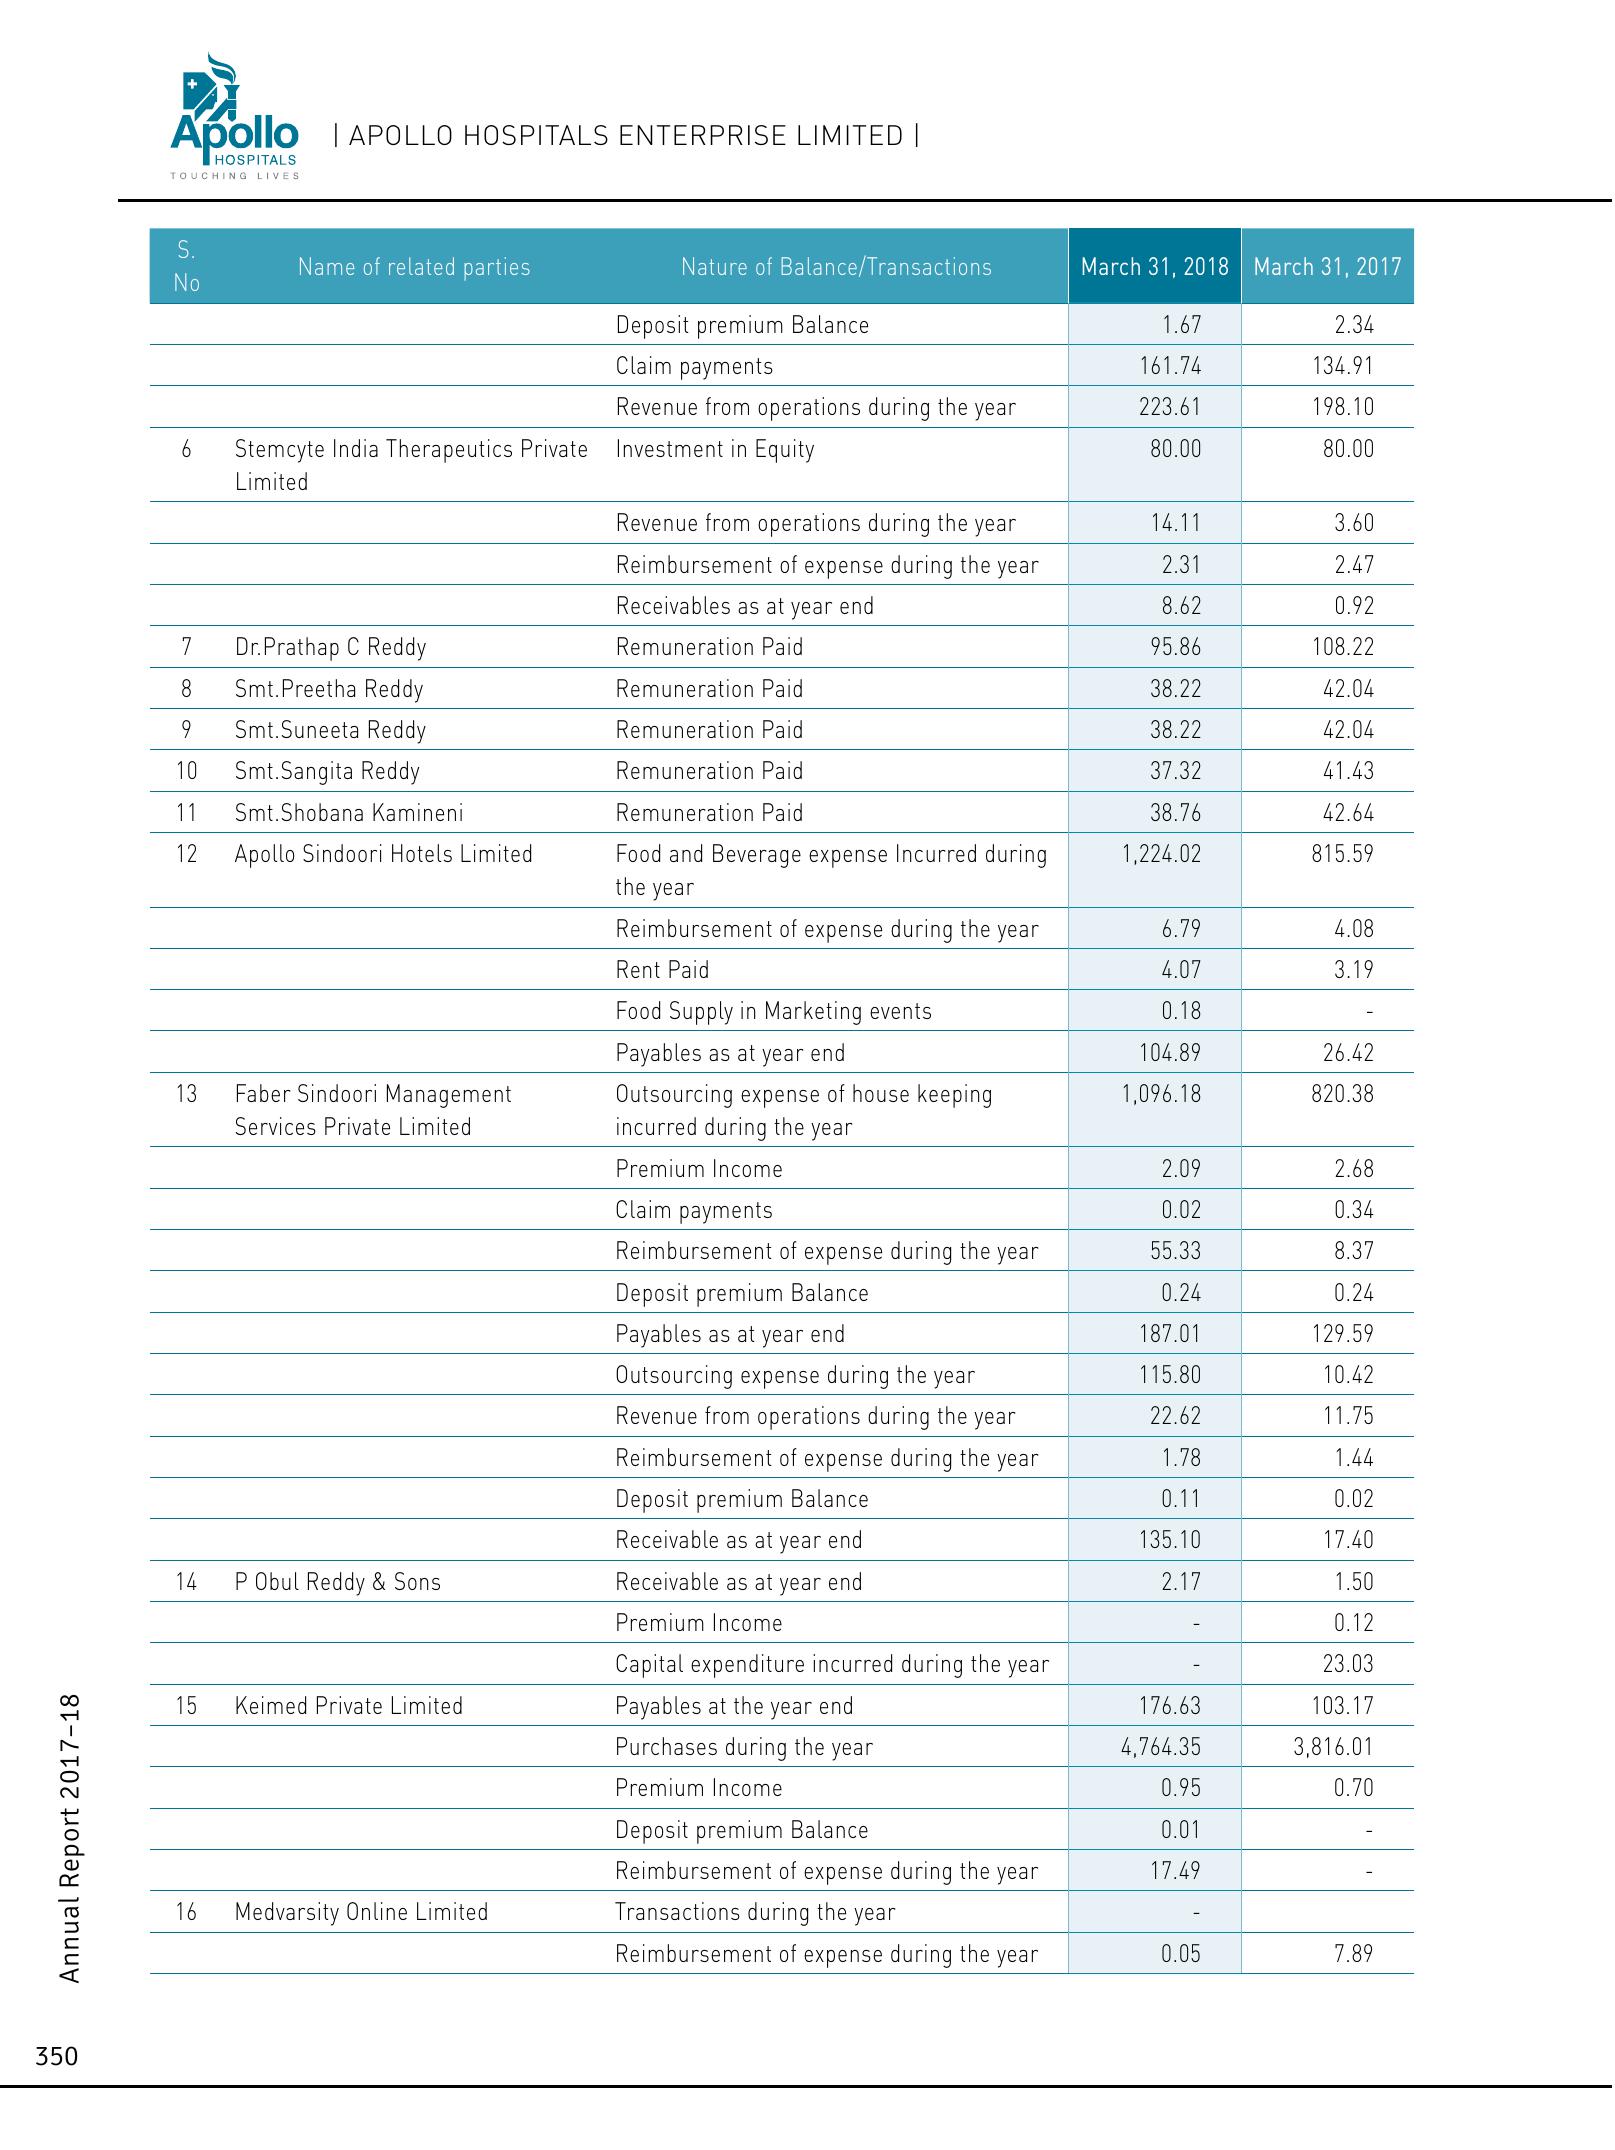 Apollo
HOSPITALS
TOUCHING LIVES
| APOLLO HOSPITALS ENTERPRISE LIMITED |
S. No Name of related parties Nature of Balance/Transactions March 31, 2018 March 31, 2017
Deposit premium Balance 1.67 2.34
Claim payments 161.74 134.91
Revenue from operations during the year 223.61 198.10
6 Stemcyte India Therapeutics Private Investment in Equity 80.00 80.00
Limited
Revenue from operations during the year 14.11 3.60
Reimbursement of expense during the year 2.31 2.47
Receivables as at year end 8.62 0.92
7 Dr.Prathap C Reddy Remuneration Paid 95.86 108.22
8 Smt.Preetha Reddy Remuneration Paid 38.22 42.04
9 Smt.Suneeta Reddy Remuneration Paid 38.22 42.04
10 Smt.Sangita Reddy Remuneration Paid 37.32 41.43
11 Smt.Shobana Kamineni Remuneration Paid 38.76 42.64
12 Apollo Sindoori Hotels Limited Food and Beverage expense Incurred during 1,224.02 815.59
the year
Reimbursement of expense during the year 6.79 4.08
Rent Paid 4.07 3.19
Food Supply in Marketing events 0.18 -
Payables as at year end 104.89 26.42
13 Faber Sindoori Management Outsourcing expense of house keeping 1,096.18 820.38
Services Private Limited incurred during the year
Premium Income 2.09 2.68
Claim payments 0.02 0.34
Reimbursement of expense during the year 55.33 8.37
Deposit premium Balance 0.24 0.24
Payables as at year end 187.01 129.59
Outsourcing expense during the year 115.80 10.42
Revenue from operations during the year 22.62 11.75
Reimbursement of expense during the year 1.78 1.44
Deposit premium Balance 0.11 0.02
Receivable as at year end 135.10 17.40
14 P Obul Reddy & Sons Receivable as at year end 2.17 1.50
Premium Income - 0.12
Capital expenditure incurred during the year - 23.03
15 Keimed Private Limited Payables at the year end 176.63 103.17
Purchases during the year 4,764.35 3,816.01
Premium Income 0.95 0.70
Deposit premium Balance 0.01 -
Reimbursement of expense during the year 17.49 -
16 Medvarsity Online Limited Transactions during the year -
Reimbursement of expense during the year 0.05 7.89
Annual Report 2017–18
350